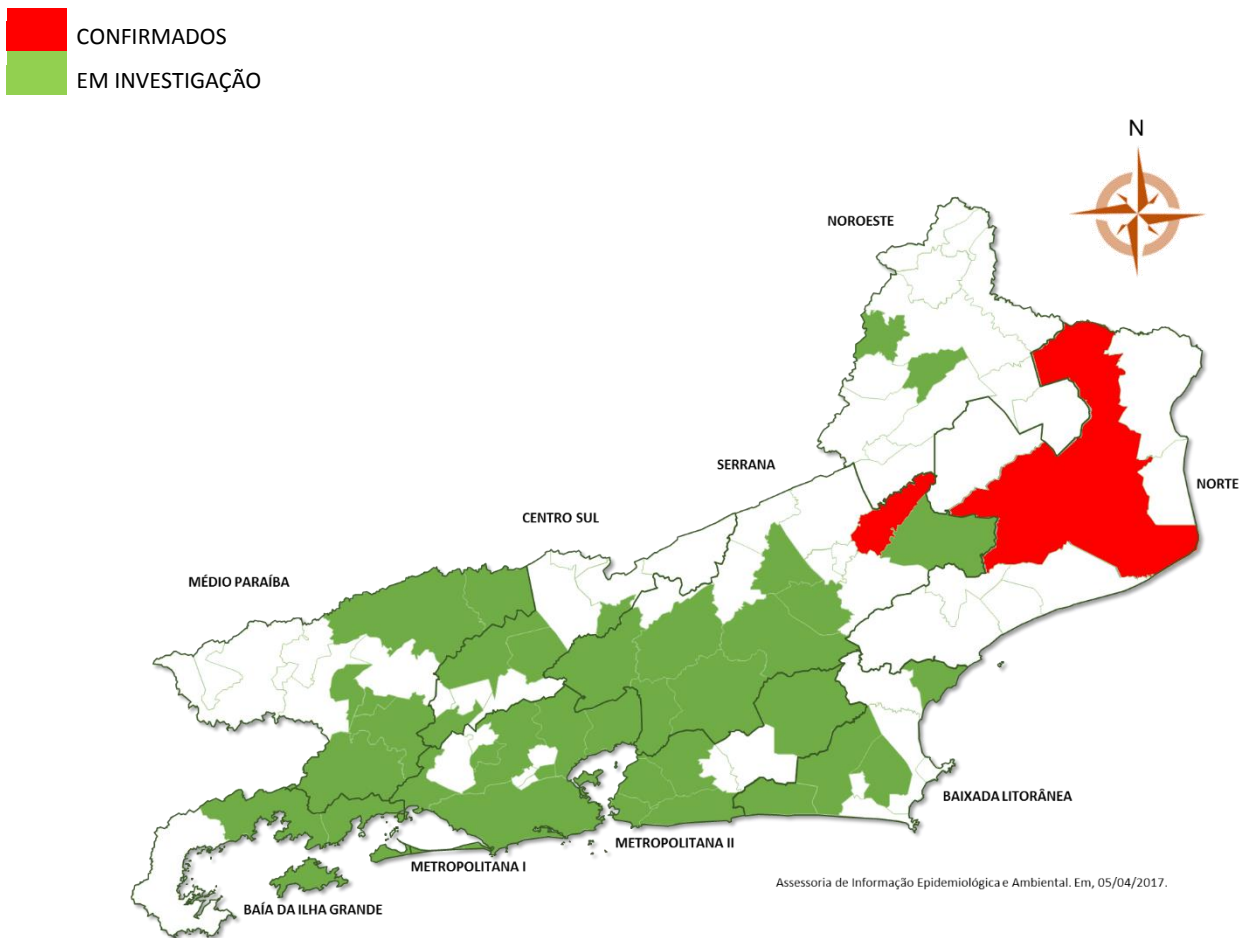 CONFIRMADOS
EM INVESTIGAÇÃO
N
NOROESTE
SERRANA
NORTE
CENTRO SUL
MÉDIO PARAÍBA
BAIXADA LITORÂNEA
METROPOLITANA II
METROPOLITANA I
Assessoria de Informação Epidemiológica e Ambiental. Em, 05/04/2017.
BAÍA DA ILHA GRANDE